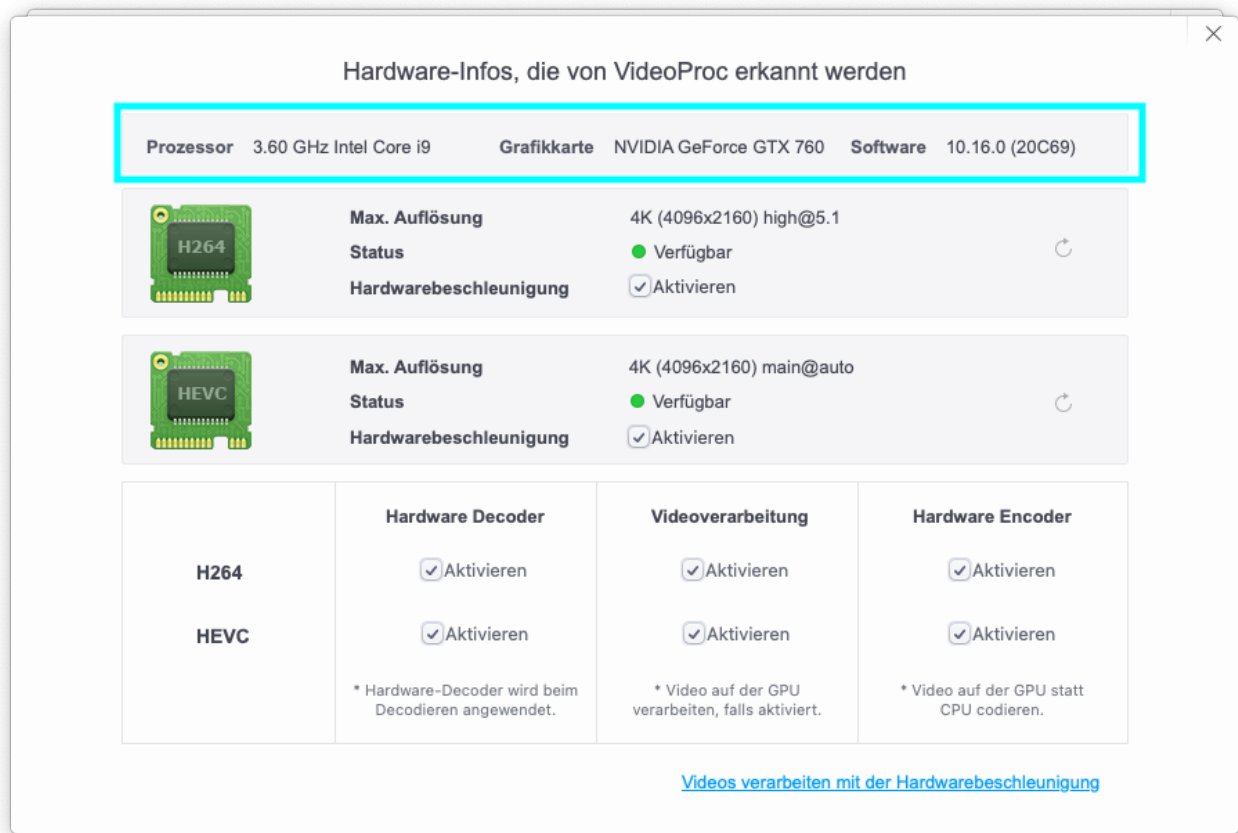 Hardware-Infos, die von VideoProc erkannt werden
Prozessor 3.60 GHz Intel Core i9 Grafikkarte NVIDIA GeForce GTX 760 Software 10.16.0 (20C69)
H264
Max. Auflösung 4K (4096x2160) high@5.1
Status Verfügbar
Hardwarebeschleunigung Aktivieren
HEVC
Max. Auflösung 4K (4096x2160) main@auto
Status Verfügbar
Hardwarebeschleunigung Aktivieren
Hardware Decoder Videoverarbeitung Hardware Encoder
H264 Aktivieren Aktivieren Aktivieren
HEVC Aktivieren Aktivieren Aktivieren
* Hardware-Decoder wird beim * Video auf der GPU * Video auf der GPU statt
Decodieren angewendet. verarbeiten, falls aktiviert. CPU codieren.
Videos verarbeiten mit der Hardwarebeschleunigung